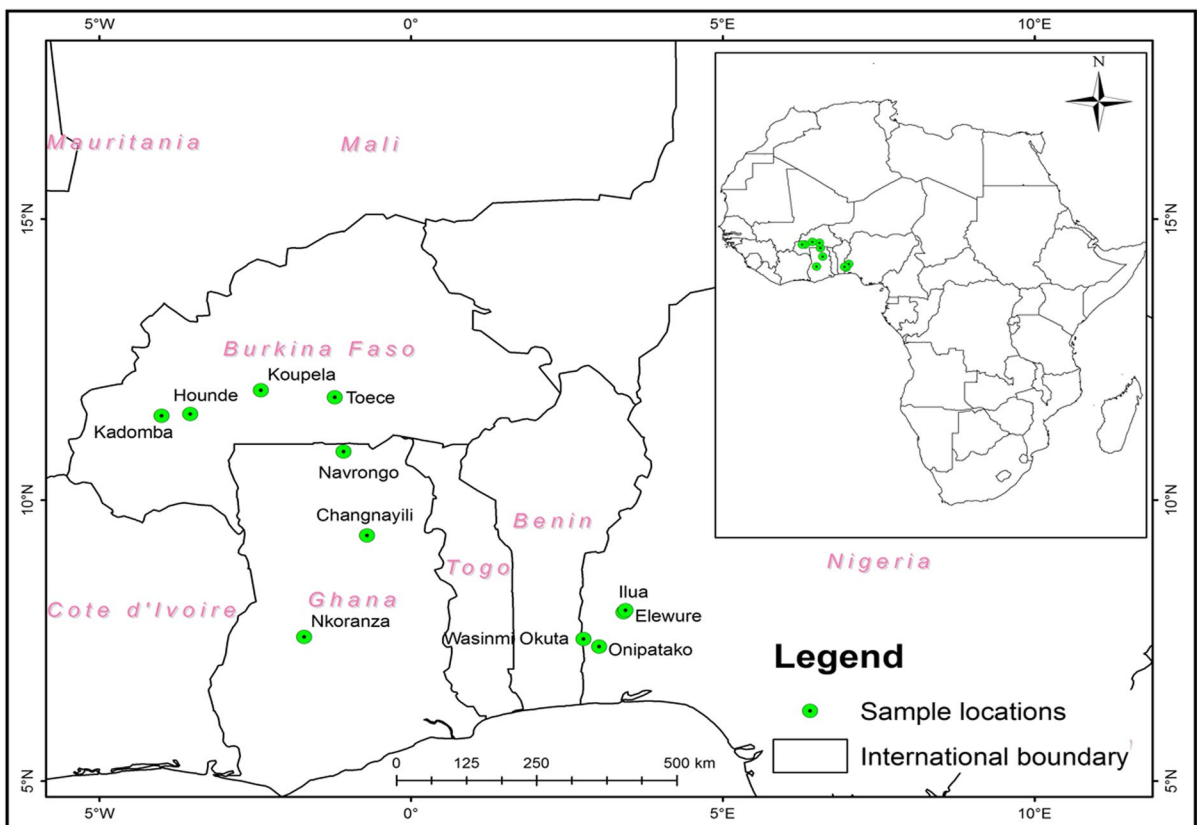 5°W
0°
5°E
10°E
N
Mauritania
Mali
15°N
15°N
Burkina Faso
Koupela
Hounde
Toece
Kadomba
Navrongo
10°N
10°N
Changnayili
Benin
Togo
Nigeria
Cote d'Ivoire
Ghana
Ilua
Elewure
Nkoranza
Wasinmi Okuta
Onipatako
Legend
Sample locations
International boundary
0 125 250 500 km
5°N
5°N
5°W
0°
5°E
10°E